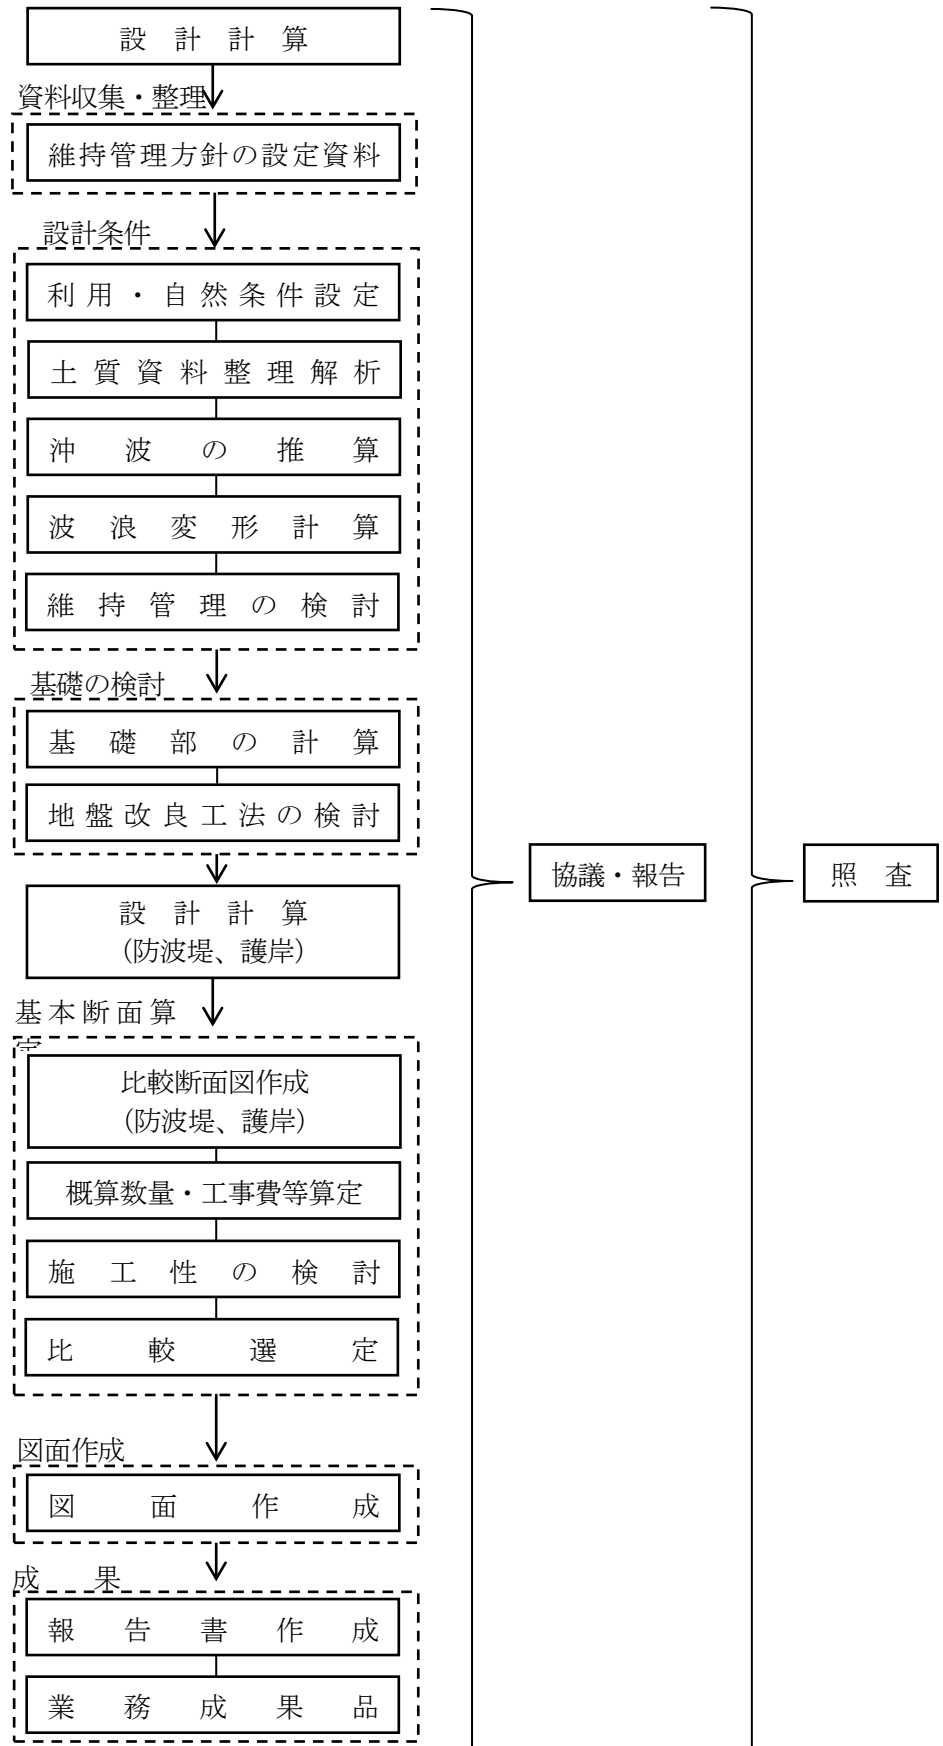 設計計算
資料収集・整理
維持管理方針の設定資料
設計条件
利用・自然条件設定
土質資料整理解析
沖波の推算
波浪変形計算
維持管理の検討
基礎の検討
基礎部の計算
地盤改良工法の検討
設計計算
(防波堤、護岸)
基本断面算
比較断面図作成
(防波堤、護岸)
概算数量・工事費等算定
施工性の検討
比較選定
図面作成
図面作成
成果
報告書作成
業務成果品
協議・報告
照査